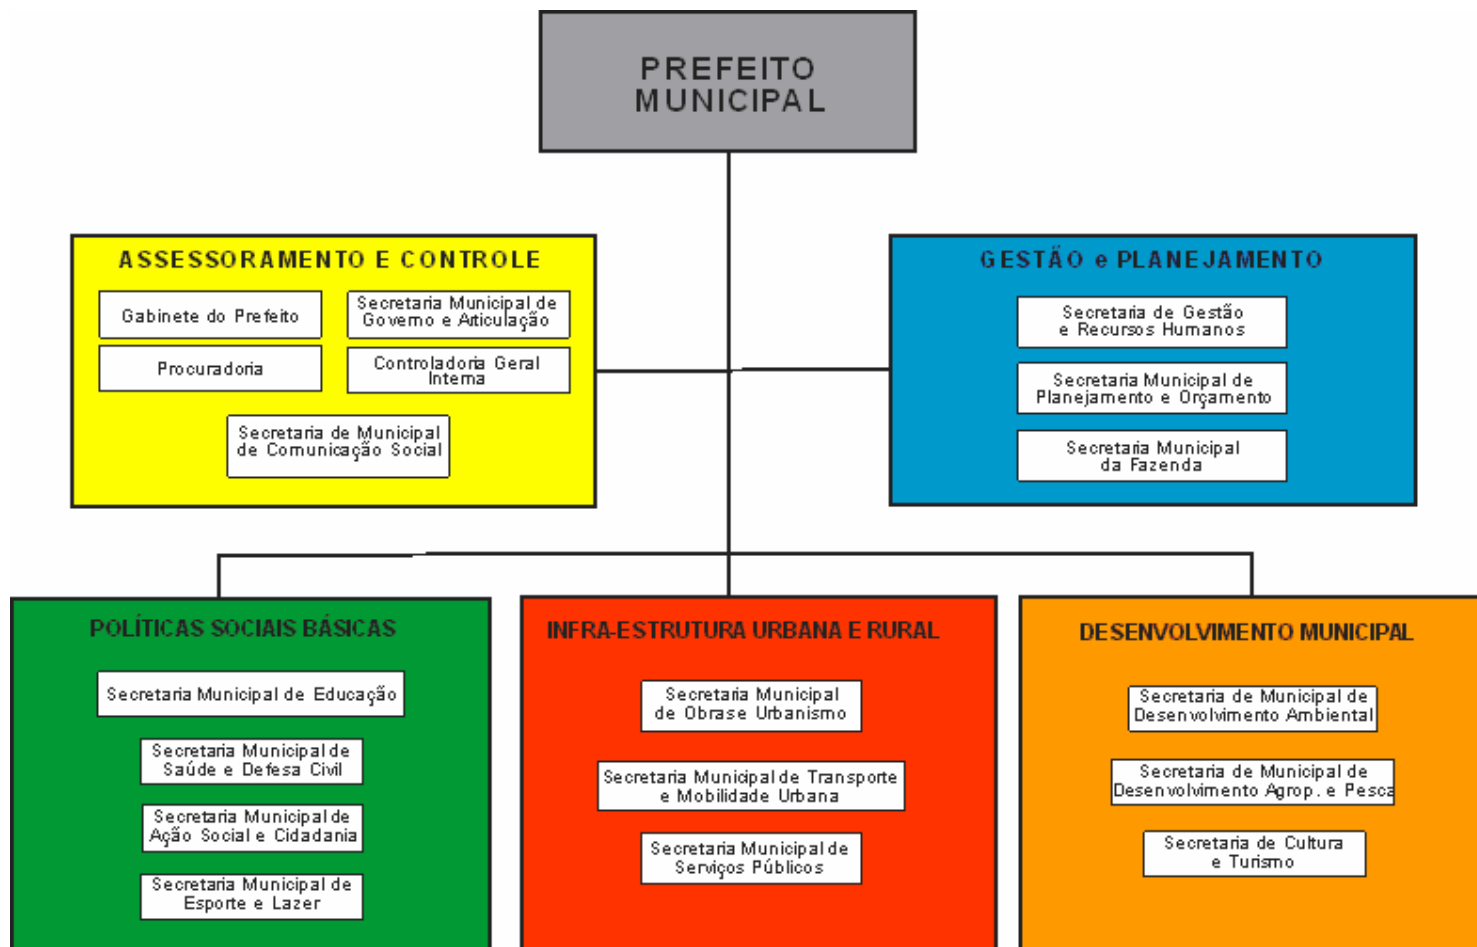 PREFEITO
MUNICIPAL
ASSESSORAMENTO E CONTROLE
Gabinete do Prefeito
Secretaria Municipal de
Governo e Articulação
Procuradoria
Controladoria Geral
Interna
Secretaria de Municipal
de Comunicação Social
GESTÃO e PLANEJAMENTO
Secretaria de Gestão
e Recursos Humanos
Secretaria Municipal de
Planejamento e Orçamento
Secretaria Municipal
da Fazenda
POLÍTICAS SOCIAIS BÁSICAS
Secretaria Municipal de Educação
Secretaria Municipal de
Saúde e Defesa Civil
Secretaria Municipal de
Ação Social e Cidadania
Secretaria Municipal de
Esporte e Lazer
INFRA-ESTRUTURA URBANA E RURAL
Secretaria Municipal
de Obras e Urbanismo
Secretaria Municipal de Transporte
e Mobilidade Urbana
Secretaria Municipal de
Serviços Públicos
DESENVOLVIMENTO MUNICIPAL
Secretaria de Municipal de
Desenvolvimento Ambiental
Secretaria de Municipal de
Desenvolvimento Agrop. e Pesca
Secretaria de Cultura
e Turismo